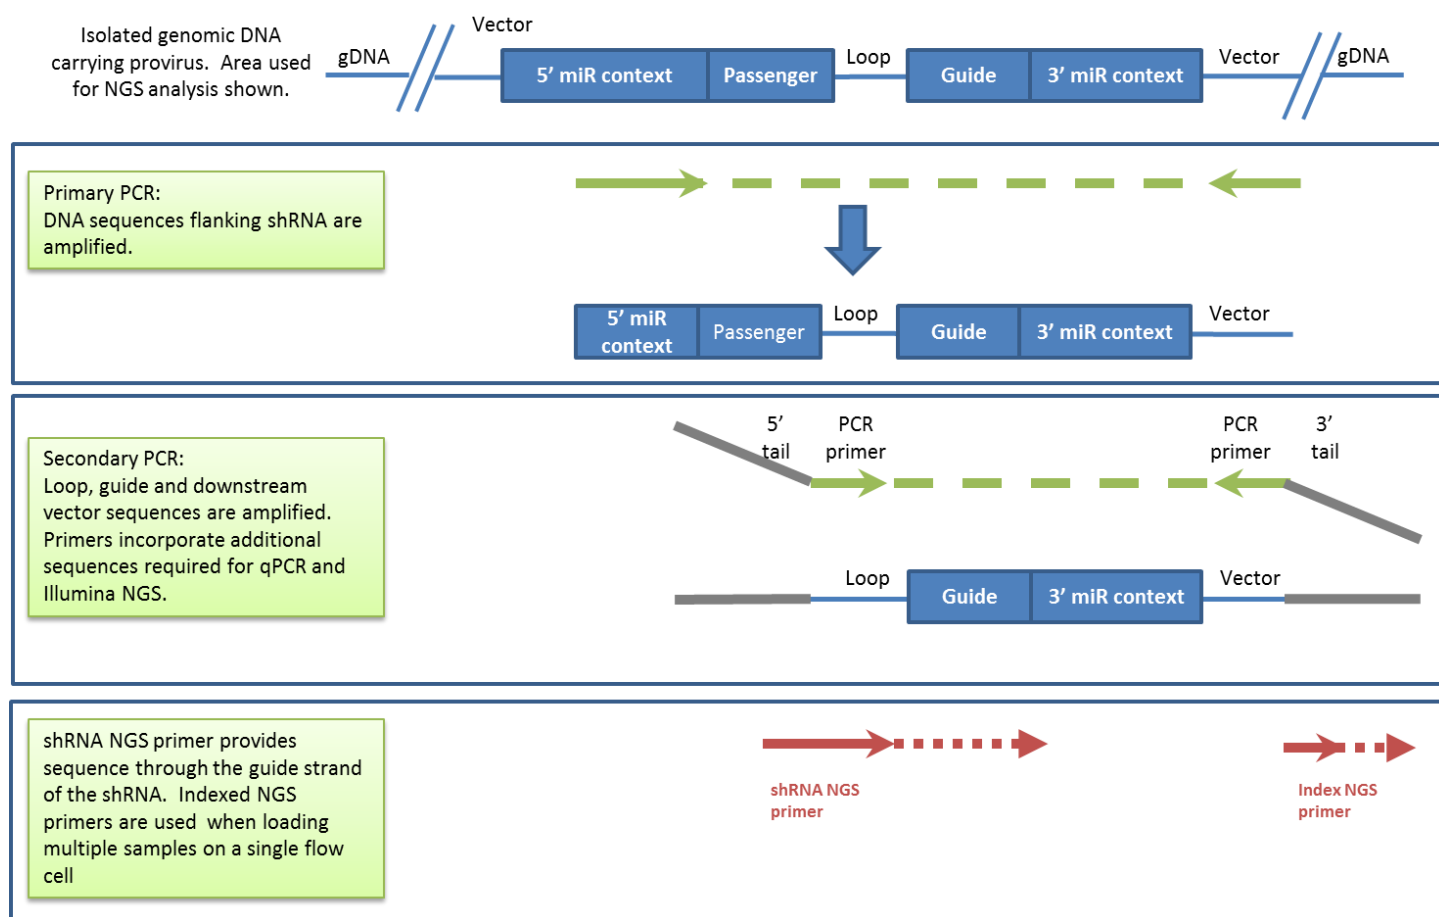 Isolated genomic DNA
carrying provirus.  Area used
for NGS analysis shown.
gDNA
Vector
5’ miR context
Passenger
Loop
Guide
3’ miR context
Vector
gDNA
Primary PCR:
DNA sequences flanking shRNA are
amplified.
5’ miR
context
Passenger
Loop
Guide
3’ miR context
Vector
Secondary PCR:
Loop, guide and downstream
vector sequences are amplified.
Primers incorporate additional
sequences required for qPCR and
Illumina NGS.
5’
tail
PCR
primer
PCR
primer
3’
tail
Loop
Guide
3’ miR context
Vector
shRNA NGS primer provides
sequence through the guide strand
of the shRNA.  Indexed NGS
primers are used  when loading
multiple samples on a single flow
cell
shRNA NGS
primer
Index NGS
primer